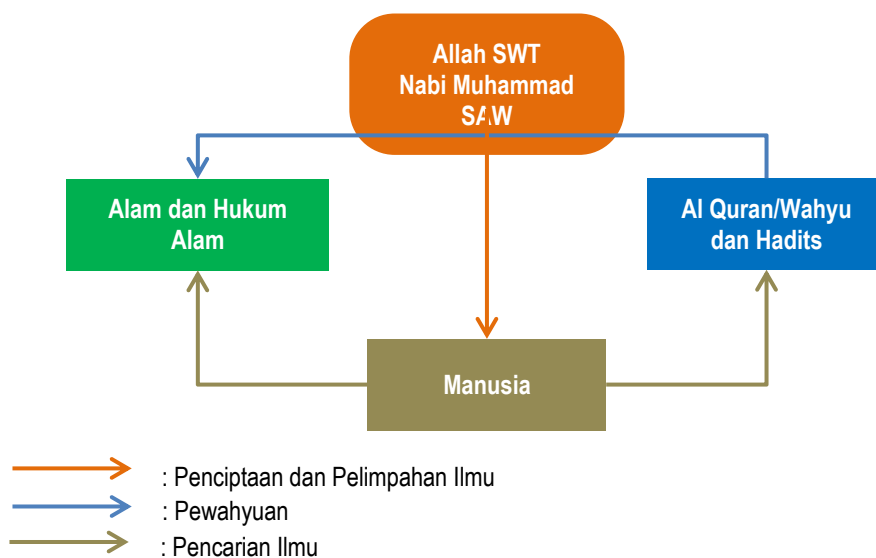 Allah SWT
Nabi Muhammad
SAW
Alam dan Hukum
Alam
Al Quran/Wahyu
dan Hadits
Manusia
: Penciptaan dan Pelimpahan Ilmu
: Pewahyuan
: Pencarian Ilmu